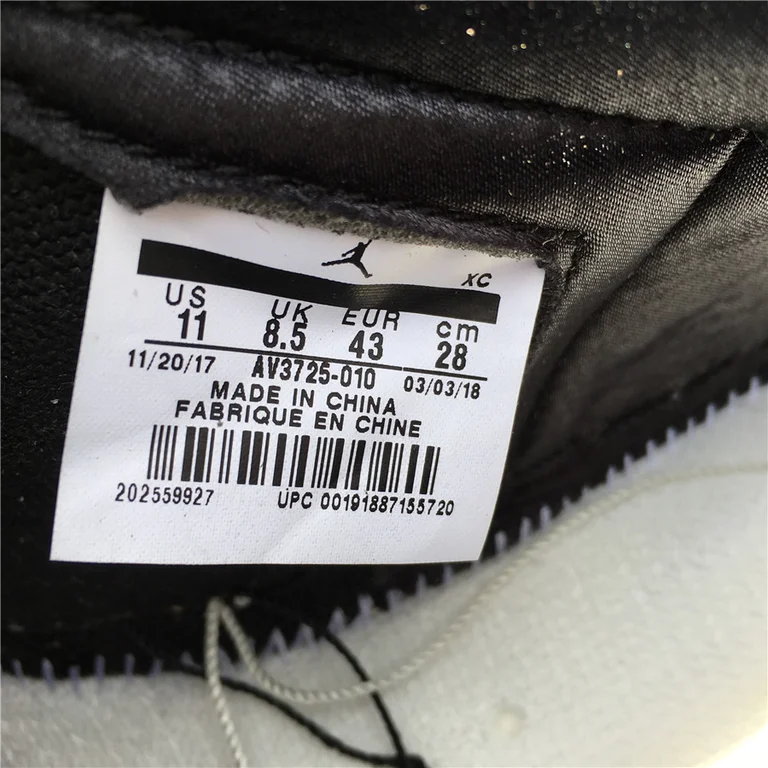 XC
US UK EUR cm
11 8.5 43 28
11/20/17 AV3725-010 03/03/18
MADE IN CHINA
FABRIQUE EN CHINE
202559927 UPC 00191887155720